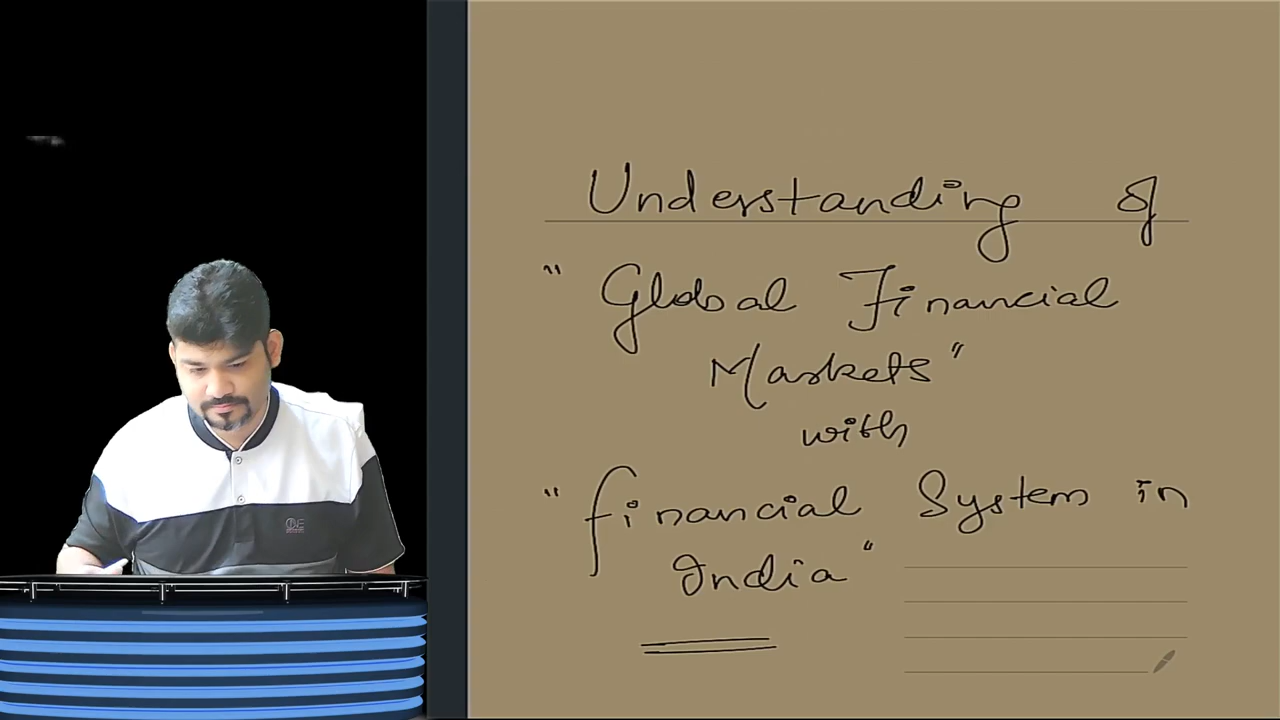 Understanding of
" Global Financial
Markets "
with
" financial System in
India "